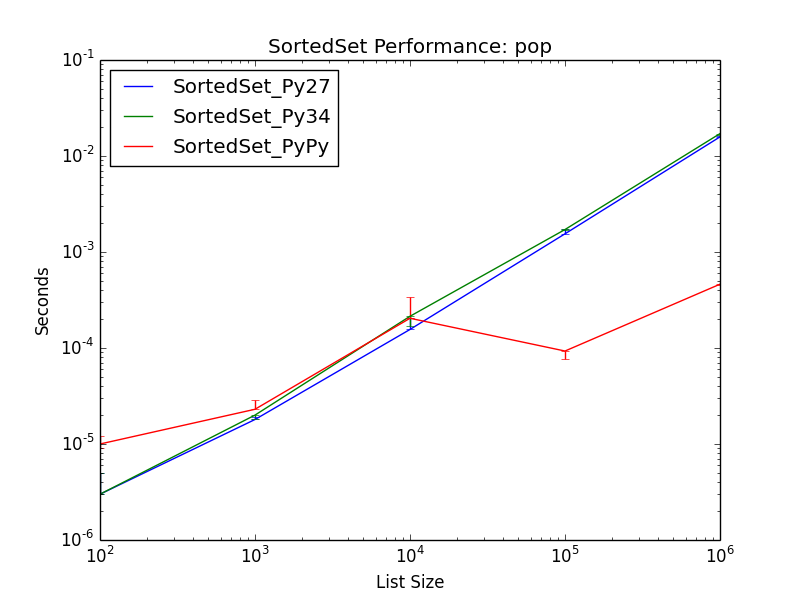 SortedSet Performance: pop
SortedSet_Py27
SortedSet_Py34
SortedSet_PyPy
10^-1
10^-2
10^-3
10^-4
10^-5
10^-6
Seconds
10^2 10^3 10^4 10^5 10^6
List Size